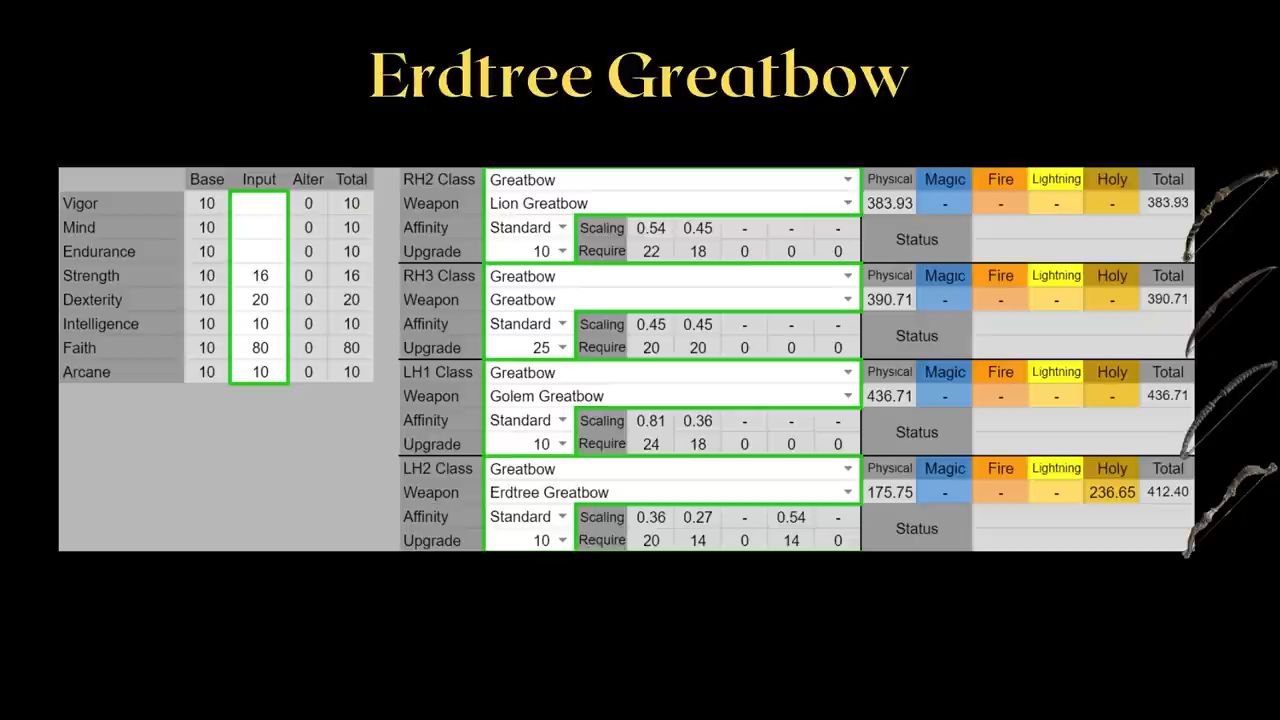 Erdtree Greatbow
Base Input Alter Total
Vigor 10 0 10
Mind 10 0 10
Endurance 10 0 10
Strength 10 16 0 16
Dexterity 10 20 0 20
Intelligence 10 10 0 10
Faith 10 80 0 80
Arcane 10 10 0 10
RH2 Class Greatbow Physical Magic Fire Lightning Holy Total
Weapon Lion Greatbow 383.93 - - - - 383.93
Affinity Standard Scaling 0.54 0.45 - - - Status
Upgrade 10 Require 22 18 0 0 0
RH3 Class Greatbow Physical Magic Fire Lightning Holy Total
Weapon Greatbow 390.71 - - - - 390.71
Affinity Standard Scaling 0.45 0.45 - - - Status
Upgrade 25 Require 20 20 0 0 0
LH1 Class Greatbow Physical Magic Fire Lightning Holy Total
Weapon Golem Greatbow 436.71 - - - - 436.71
Affinity Standard Scaling 0.81 0.36 - - - Status
Upgrade 10 Require 24 18 0 0 0
LH2 Class Greatbow Physical Magic Fire Lightning Holy Total
Weapon Erdtree Greatbow 175.75 - - - 236.65 412.40
Affinity Standard Scaling 0.36 0.27 - 0.54 - Status
Upgrade 10 Require 20 14 0 14 0